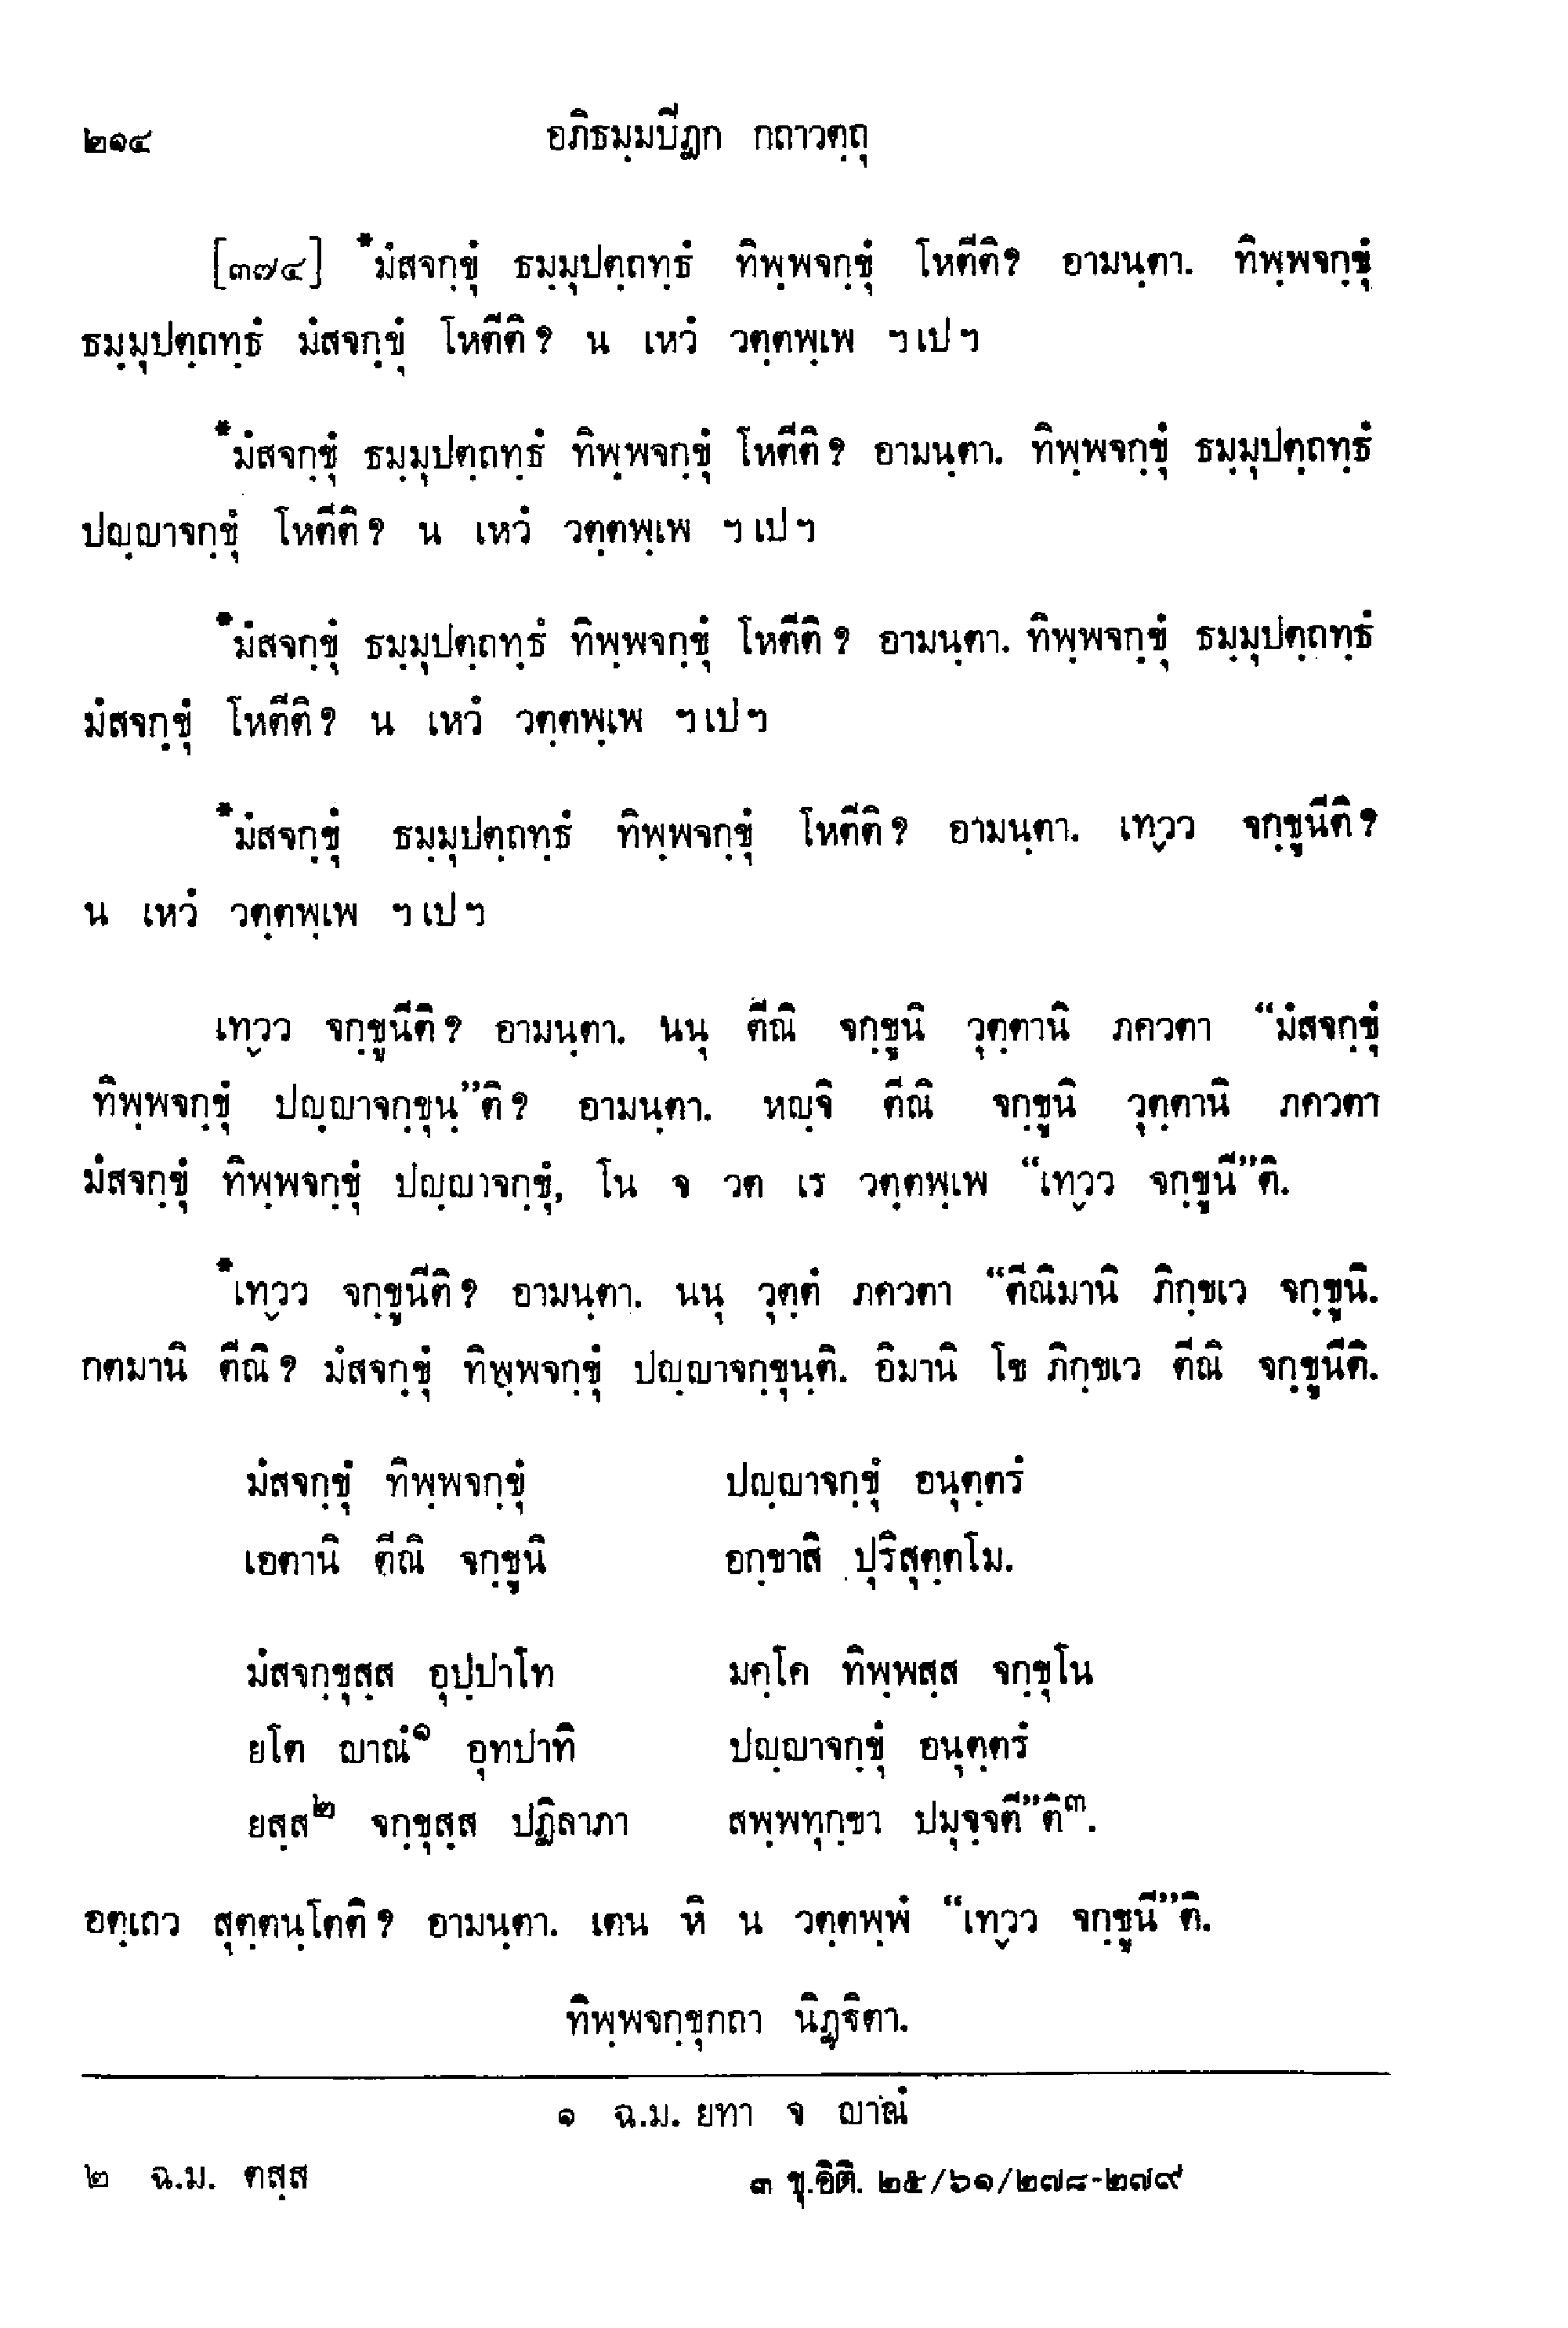 ๒๑๔ อภิธมฺมปีฏก กถาวตฺถุ
[๓๗๔] *มํสจกฺขุํ ธมฺมุปตฺถทฺธํ ทิพฺพจกฺขุํ โหตีติ? อามนฺตา. ทิพฺพจกฺขุํ
ธมฺมุปตฺถทฺธํ มํสจกฺขุํ โหตีติ? น เหวํ วตฺตพฺเพ ฯเปฯ
*มํสจกฺขุํ ธมฺมุปตฺถทฺธํ ทิพฺพจกฺขุํ โหตีติ? อามนฺตา. ทิพฺพจกฺขุํ ธมฺมุปตฺถทฺธํ
ปญฺญาจกฺขุํ โหตีติ? น เหวํ วตฺตพฺเพ ฯเปฯ
*มํสจกฺขุํ ธมฺมุปตฺถทฺธํ ทิพฺพจกฺขุํ โหตีติ? อามนฺตา. ทิพฺพจกฺขุํ ธมฺมุปตฺถทฺธํ
มํสจกฺขุํ โหตีติ? น เหวํ วตฺตพฺเพ ฯเปฯ
*มํสจกฺขุํ ธมฺมุปตฺถทฺธํ ทิพฺพจกฺขุํ โหตีติ? อามนฺตา. เทฺวว จกฺขูนีติ?
น เหวํ วตฺตพฺเพ ฯเปฯ
เทฺวว จกฺขูนีติ? อามนฺตา. นนุ ตีณิ จกฺขูนิ วุตฺตานิ ภควตา “มํสจกฺขุํ
ทิพฺพจกฺขุํ ปญฺญาจกฺขุนฺ”ติ? อามนฺตา. หญฺจิ ตีณิ จกฺขูนิ วุตฺตานิ ภควตา
มํสจกฺขุํ ทิพฺพจกฺขุํ ปญฺญาจกฺขุํ, โน จ วต เร วตฺตพฺเพ “เทฺวว จกฺขูนี”ติ.
*เทฺวว จกฺขูนีติ? อามนฺตา. นนุ วุตฺตํ ภควตา “ตีณิมานิ ภิกฺขเว จกฺขูนิ.
กตมานิ ตีณิ? มํสจกฺขุํ ทิพฺพจกฺขุํ ปญฺญาจกฺขุนฺติ. อิมานิ โข ภิกฺขเว ตีณิ จกฺขูนีติ.
มํสจกฺขุํ ทิพฺพจกฺขุํ ปญฺญาจกฺขุํ อนุตฺตรํ
เอตานิ ตีณิ จกฺขูนิ อกฺขาสิ ปุริสุตฺตโม.
มํสจกฺขุสฺส อุปฺปาโท มคฺโค ทิพฺพสฺส จกฺขุโน
ยโต ญาณํ๑ อุทปาทิ ปญฺญาจกฺขุํ อนุตฺตรํ
ยสฺส๒ จกฺขุสฺส ปฏิลาภา สพฺพทุกฺขา ปมุจฺจตี”ติ๓.
อตฺเถว สุตฺตนฺโตติ? อามนฺตา. เตน หิ น วตฺตพฺพํ “เทฺวว จกฺขูนี”ติ.
ทิพฺพจกฺขุกถา นิฏฺฐิตา.
๑ ฉ.ม. ยทา จ ญาณํ
๒ ฉ.ม. ตสฺส ๓ ขุ.อิติ. ๒๕/๖๑/๒๗๘-๒๗๙